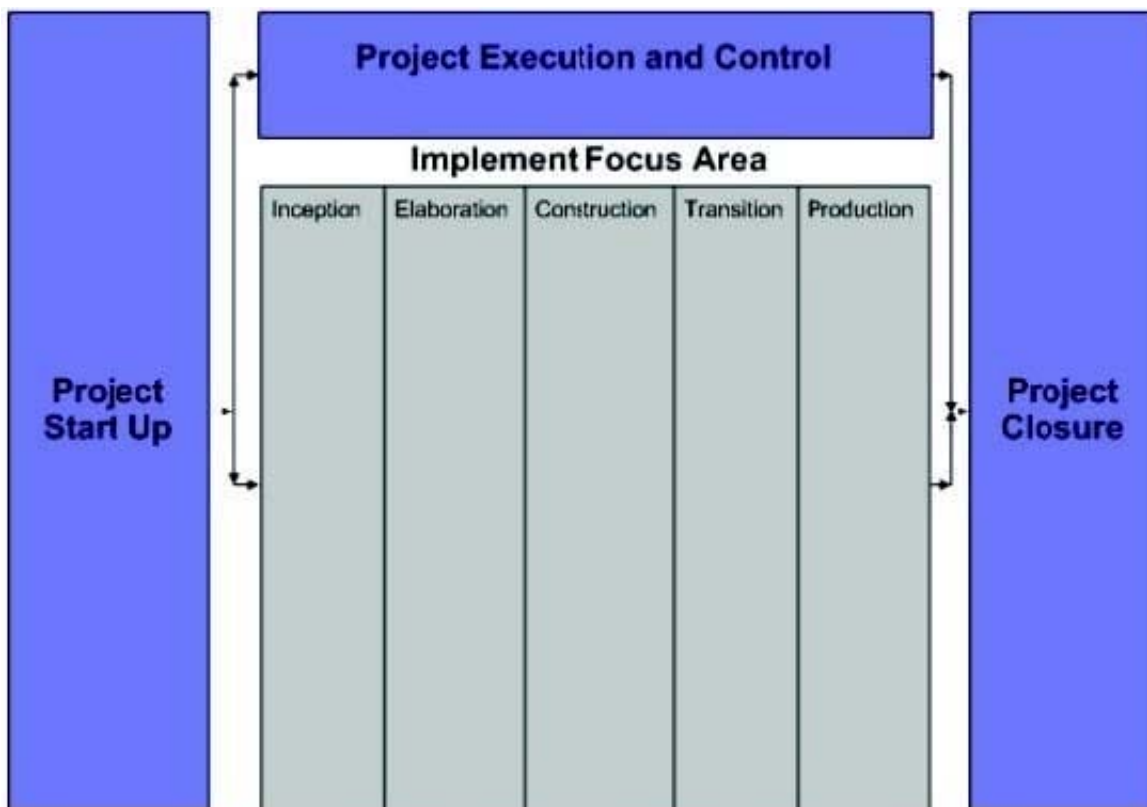 Project Execution and Control
Implement Focus Area
Inception
Elaboration
Construction
Transition
Production
Project
Start Up
Project
Closure